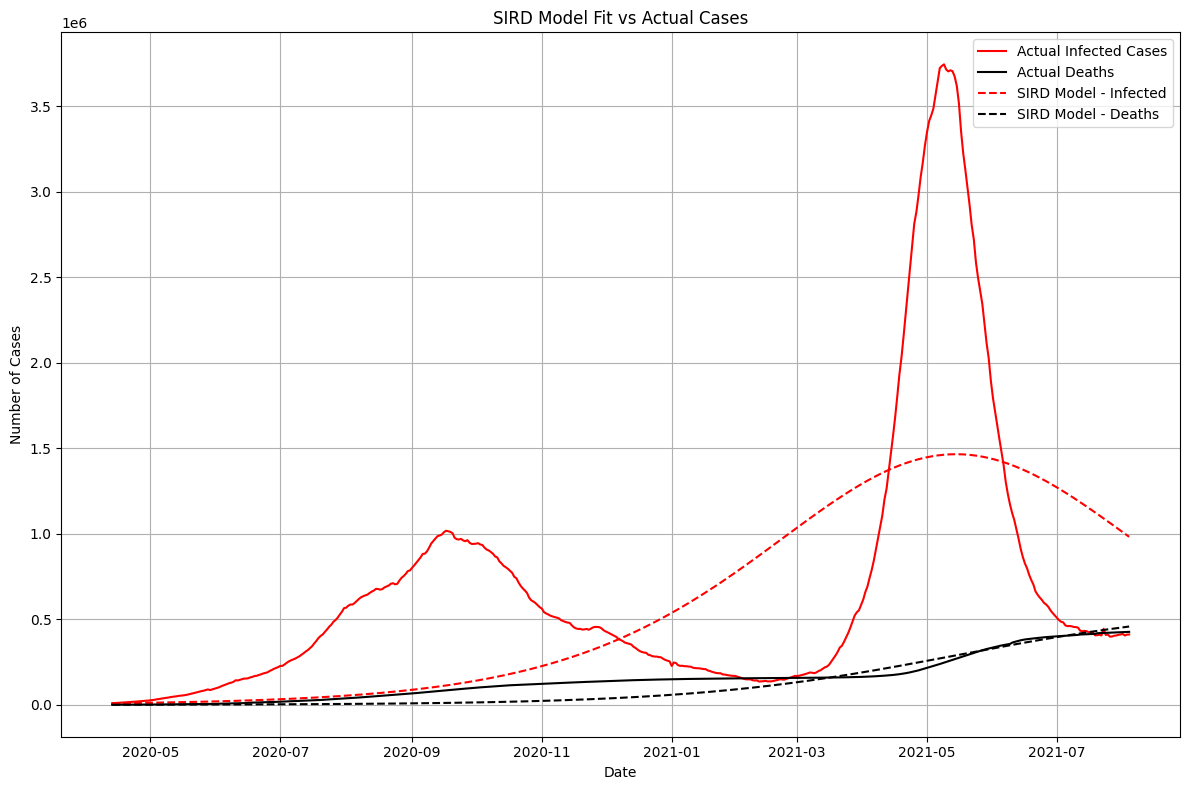 SIRD Model Fit vs Actual Cases
1e6
Actual Infected Cases
Actual Deaths
SIRD Model - Infected
SIRD Model - Deaths
3.5
3.0
2.5
2.0
1.5
1.0
0.5
0.0
Number of Cases
2020-05 2020-07 2020-09 2020-11 2021-01 2021-03 2021-05 2021-07
Date